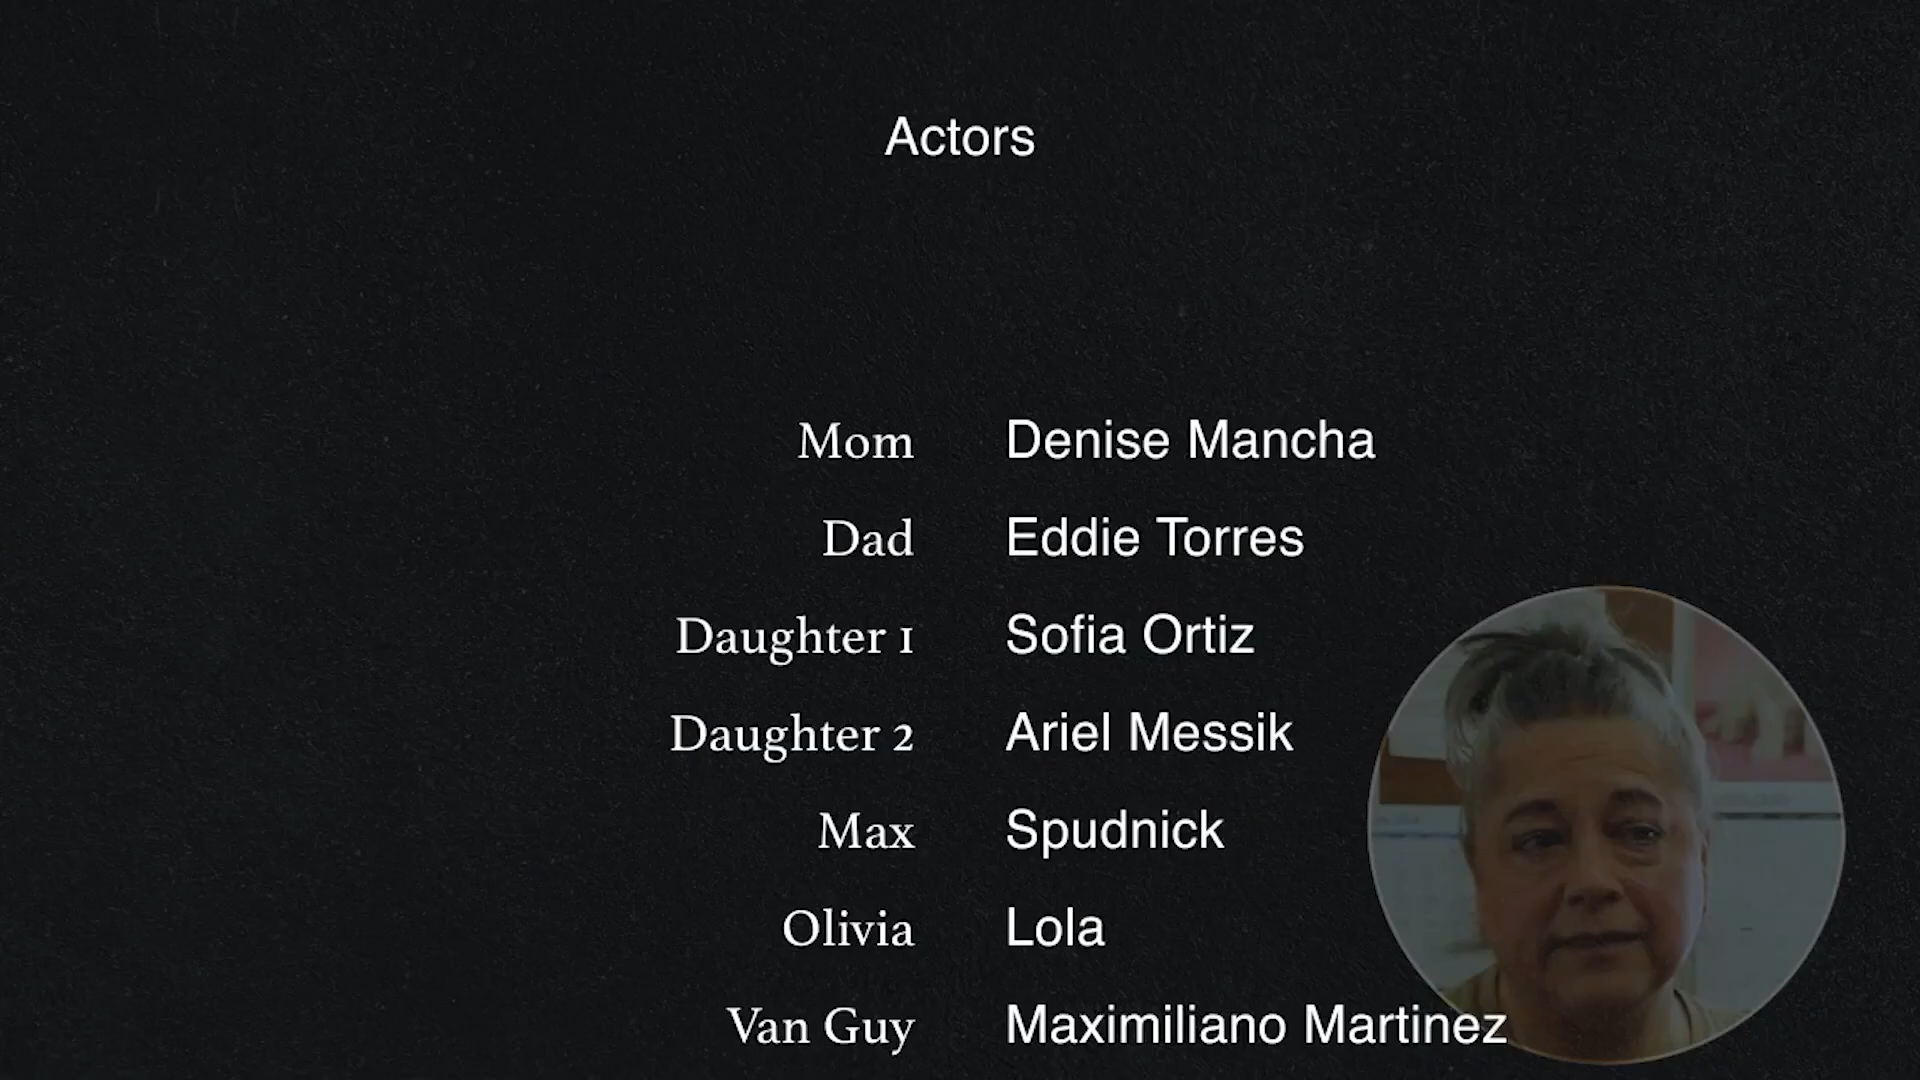 Actors
Mom Denise Mancha
Dad Eddie Torres
Daughter 1 Sofia Ortiz
Daughter 2 Ariel Messik
Max Spudnick
Olivia Lola
Van Guy Maximiliano Martinez